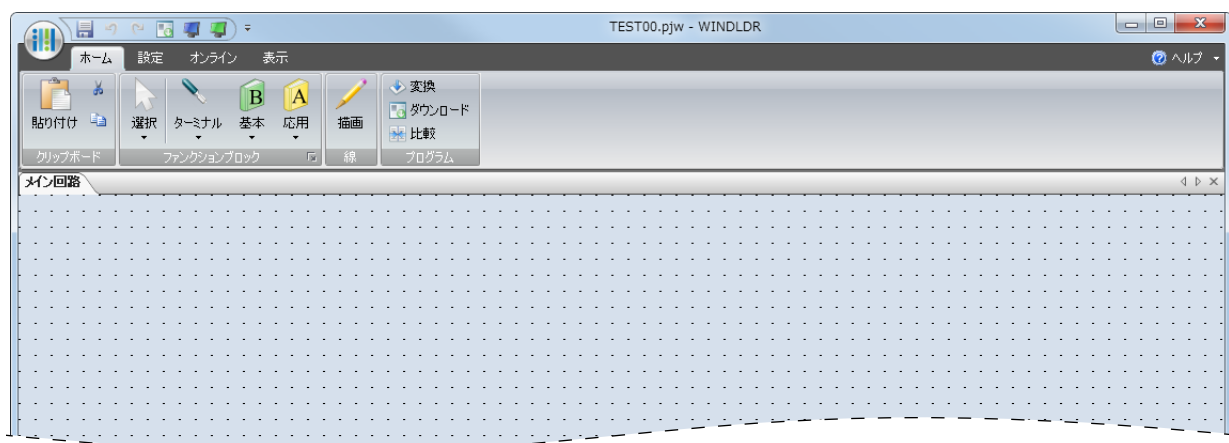 TEST00.pjw - WINDLDR
ホーム 設定 オンライン 表示 ヘルプ
貼り付け
選択 ターミナル 基本 応用
B A
描画
変換
ダウンロード
比較
クリップボード ファンクションブロック 線 プログラム
メイン回路